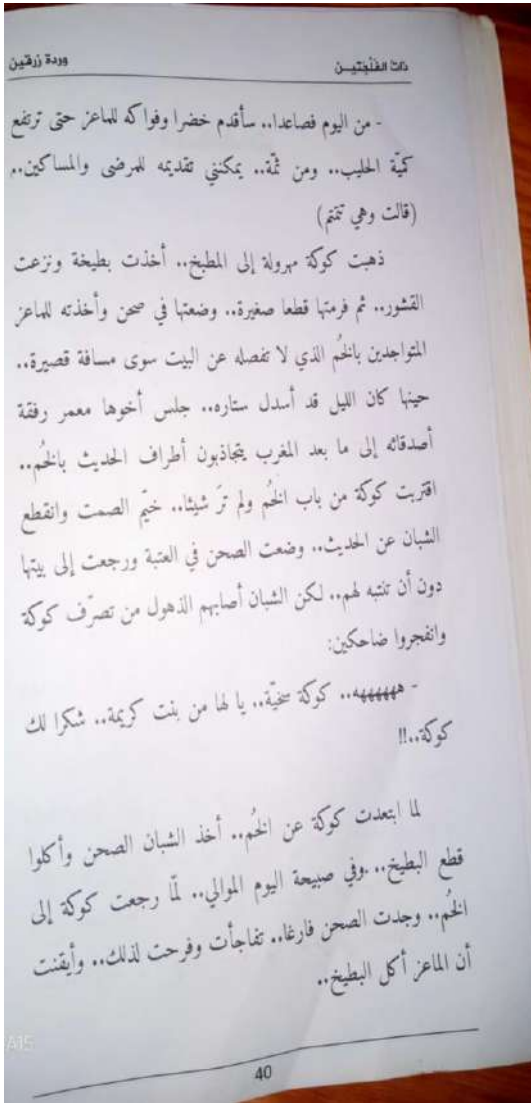 ذات الفَلْجَتيــن
وردة زرقين
- من اليوم فصاعدا.. سأقدم خضرا وفواكه للماعز حتى ترتفع
كميّة الحليب.. ومن ثمّة.. يمكنني تقديمه للمرضى والمساكين..
(قالت وهي تتمتم)
ذهبت كوكة مهرولة إلى المطبخ.. أخذت بطيخة ونزعت
القشور.. ثم فرمتها قطعا صغيرة.. وضعتها في صحن وأخذته للماعز
المتواجدين بالخُم الذي لا تفصله عن البيت سوى مسافة قصيرة..
حينها كان الليل قد أسدل ستاره.. جلس أخوها معمر رفقة
أصدقائه إلى ما بعد المغرب يتجاذبون أطراف الحديث بالخُم..
اقتربت كوكة من باب الخُم ولم ترَ شيئا.. خيّم الصمت وانقطع
الشبان عن الحديث.. وضعت الصحن في العتبة ورجعت إلى بيتها
دون أن تنتبه لهم.. لكن الشبان أصابهم الذهول من تصرّف كوكة
وانفجروا ضاحكين:
- هههههه.. كوكة سخيّة.. يا لها من بنت كريمة.. شكرا لك
كوكة..!!
لما ابتعدت كوكة عن الخُم.. أخذ الشبان الصحن وأكلوا
قطع البطيخ.. .وفي صبيحة اليوم الموالي.. لمّا رجعت كوكة إلى
الخُم.. وجدت الصحن فارغا.. تفاجأت وفرحت لذلك.. وأيقنت
أن الماعز أكل البطيخ..
A15
40